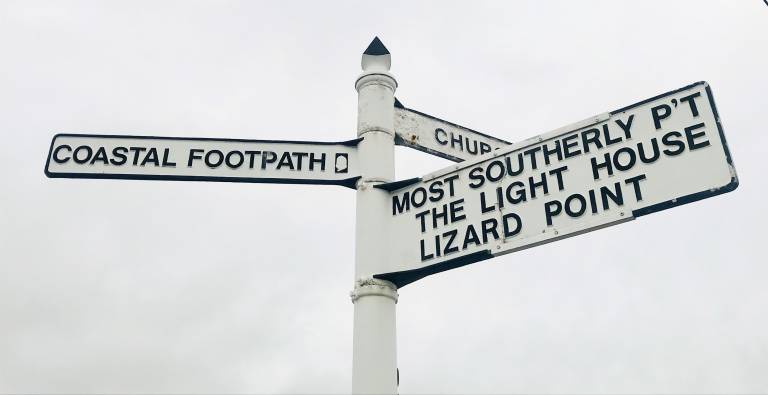 COASTAL FOOTPATH
MOST SOUTHERLY P'T
THE LIGHT HOUSE
LIZARD POINT